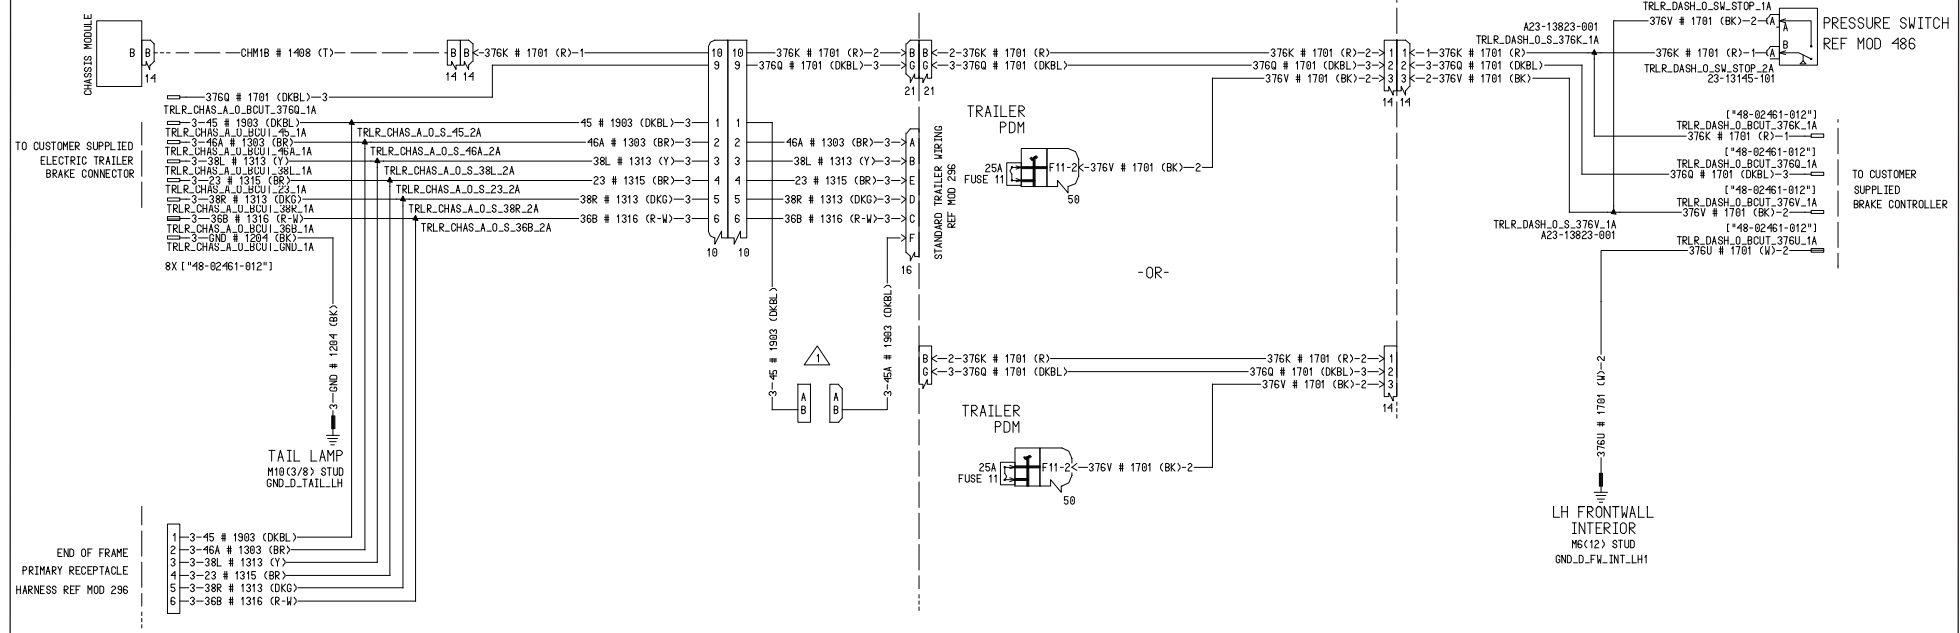 CHASSIS MODULE
B B
14
CHM1B # 1408 (T)
B B
14 14
376K # 1701 (R)-1
376Q # 1701 (DKBL)-3
TRLR_CHAS_A_O_BCUT_376Q_1A
3-45 # 1903 (DKBL)
TRLR_CHAS_A_O_BCUT_45_1A
3-46A # 1303 (BR)
TRLR_CHAS_A_O_BCUT_46A_1A
3-38L # 1313 (Y)
TRLR_CHAS_A_O_BCUT_38L_1A
3-23 # 1315 (BR)
TRLR_CHAS_A_O_BCUT_23_1A
3-38R # 1313 (DKG)
TRLR_CHAS_A_O_BCUT_38R_1A
3-36B # 1316 (R-W)
TRLR_CHAS_A_O_BCUT_36B_1A
3-GND # 1204 (BK)
TRLR_CHAS_A_O_BCUT_GND_1A
8X ["48-02461-012"]
TO CUSTOMER SUPPLIED
ELECTRIC TRAILER
BRAKE CONNECTOR
TRLR_CHAS_A_O_S_45_2A
TRLR_CHAS_A_O_S_46A_2A
TRLR_CHAS_A_O_S_38L_2A
TRLR_CHAS_A_O_S_23_2A
TRLR_CHAS_A_O_S_38R_2A
TRLR_CHAS_A_O_S_36B_2A
3-GND # 1204 (BK)
TAIL LAMP
M10(3/8) STUD
GND_D_TAIL_LH
END OF FRAME
PRIMARY RECEPTACLE
HARNESS REF MOD 296
1 3-45 # 1903 (DKBL)
2 3-46A # 1303 (BR)
3 3-38L # 1313 (Y)
4 3-23 # 1315 (BR)
5 3-38R # 1313 (DKG)
6 3-36B # 1316 (R-W)
45 # 1903 (DKBL)-3
46A # 1303 (BR)-3
38L # 1313 (Y)-3
23 # 1315 (BR)-3
38R # 1313 (DKG)-3
36B # 1316 (R-W)-3
10 10
9 9
1 1
2 2
3 3
4 4
5 5
6 6
10 10
376K # 1701 (R)-2
376Q # 1701 (DKBL)-3
46A # 1303 (BR)-3
38L # 1313 (Y)-3
23 # 1315 (BR)-3
38R # 1313 (DKG)-3
36B # 1316 (R-W)-3
B B
G G
21 21
A
B
E
D
C
F
16
STANDARD TRAILER WIRING
REF MOD 296
3-45 # 1903 (DKBL)
3-45A # 1903 (DKBL)
1
A A
B B
2-376K # 1701 (R)
3-376Q # 1701 (DKBL)
376K # 1701 (R)-2
376Q # 1701 (DKBL)-3
376V # 1701 (BK)-2
1 1
2 2
3 3
14 14
TRAILER
PDM
25A
FUSE 11
F11-2
376V # 1701 (BK)-2
50
-OR-
B
G
2-376K # 1701 (R)
3-376Q # 1701 (DKBL)
376K # 1701 (R)-2
376Q # 1701 (DKBL)-3
376V # 1701 (BK)-2
1
2
3
14
TRAILER
PDM
25A
FUSE 11
F11-2
376V # 1701 (BK)-2
50
1-376K # 1701 (R)
3-376Q # 1701 (DKBL)
2-376V # 1701 (BK)
A23-13823-001
TRLR_DASH_O_S_376K_1A
TRLR_DASH_O_SW_STOP_1A
376V # 1701 (BK)-2
A
A
B
376K # 1701 (R)-1
A
TRLR_DASH_O_SW_STOP_2A
23-13145-101
PRESSURE SWITCH
REF MOD 486
["48-02461-012"]
TRLR_DASH_O_BCUT_376K_1A
376K # 1701 (R)-1
["48-02461-012"]
TRLR_DASH_O_BCUT_376Q_1A
376Q # 1701 (DKBL)-3
["48-02461-012"]
TRLR_DASH_O_BCUT_376V_1A
376V # 1701 (BK)-2
["48-02461-012"]
TRLR_DASH_O_BCUT_376U_1A
376U # 1701 (W)-2
TO CUSTOMER
SUPPLIED
BRAKE CONTROLLER
TRLR_DASH_O_S_376V_1A
A23-13823-001
376U # 1701 (W)-2
LH FRONTWALL
INTERIOR
M6(12) STUD
GND_D_FW_INT_LH1